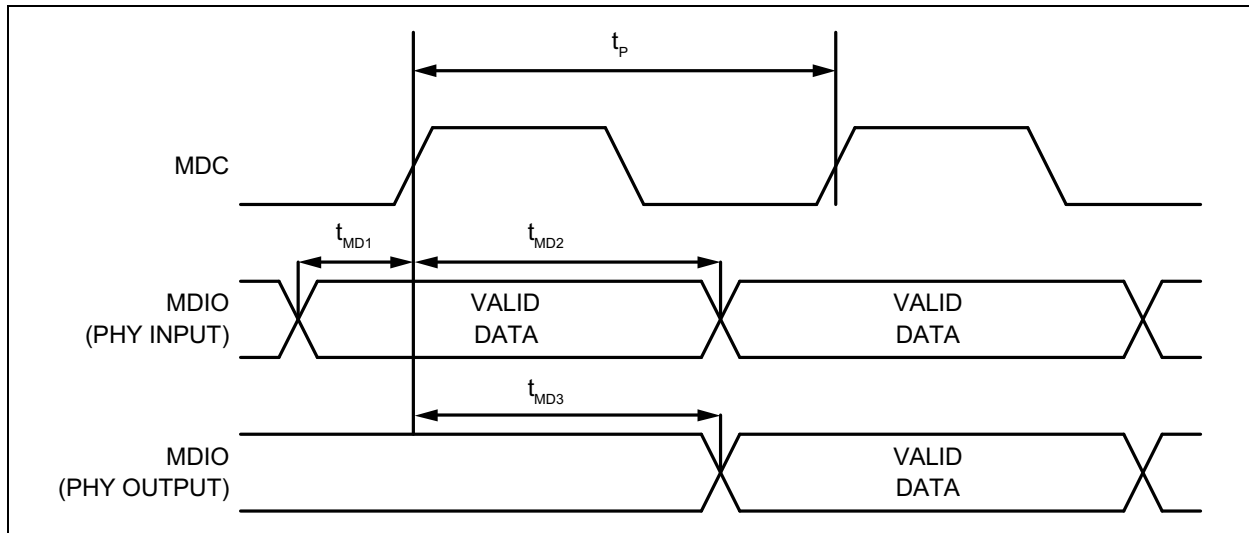 tP
MDC
tMD1
tMD2
MDIO
(PHY INPUT)
VALID
DATA
VALID
DATA
tMD3
MDIO
(PHY OUTPUT)
VALID
DATA